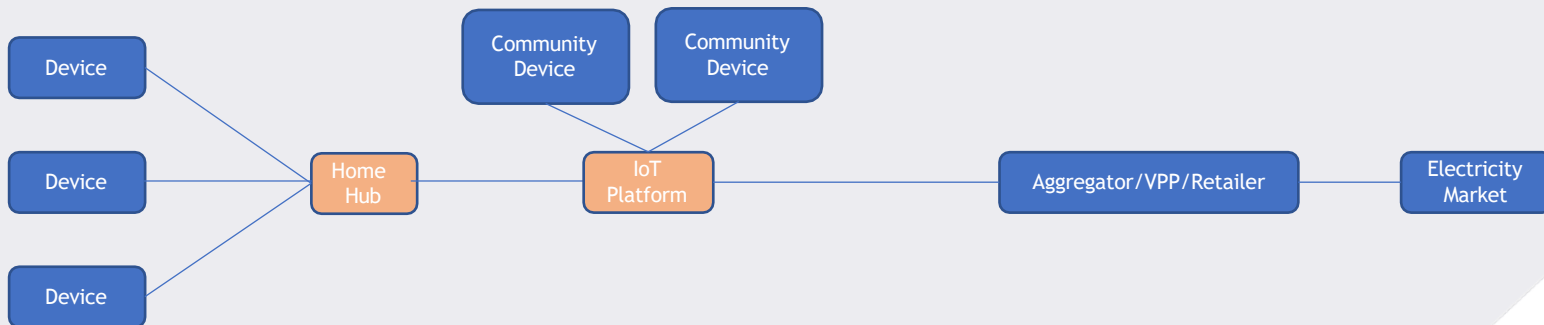 Community
Device
Community
Device
Device
Device
Home
Hub
IoT
Platform
Aggregator/VPP/Retailer
Electricity
Market
Device